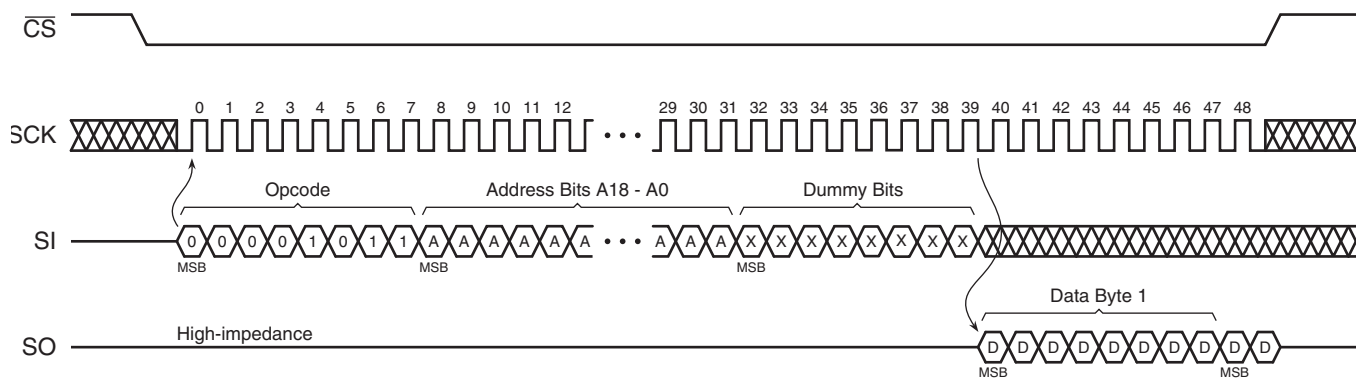 CS
0 1 2 3 4 5 6 7 8 9 10 11 12 29 30 31 32 33 34 35 36 37 38 39 40 41 42 43 44 45 46 47 48
SCK
Opcode Address Bits A18 - A0 Dummy Bits
SI 0 0 0 0 1 0 1 1 A A A A A A A A A X X X X X X X X
MSB MSB MSB
Data Byte 1
High-impedance
SO D D D D D D D D D D
MSB MSB